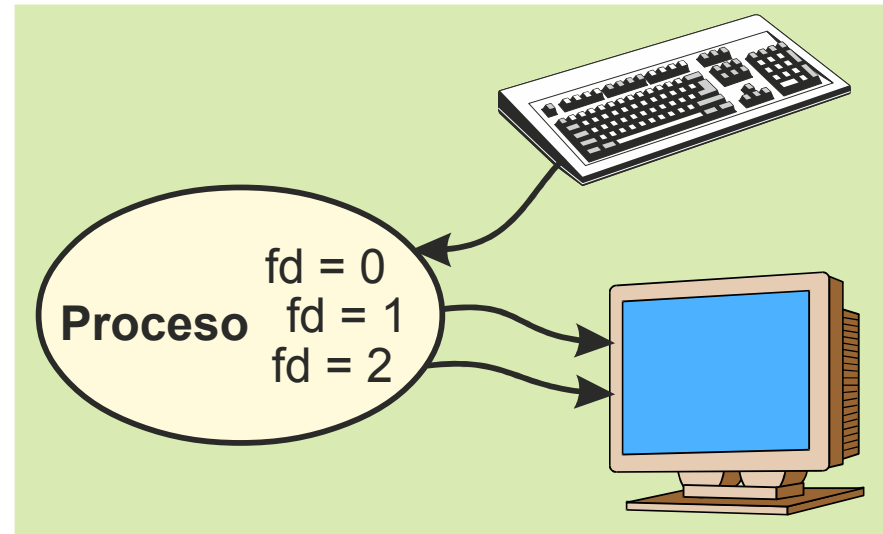 fd = 0
Proceso fd = 1
fd = 2